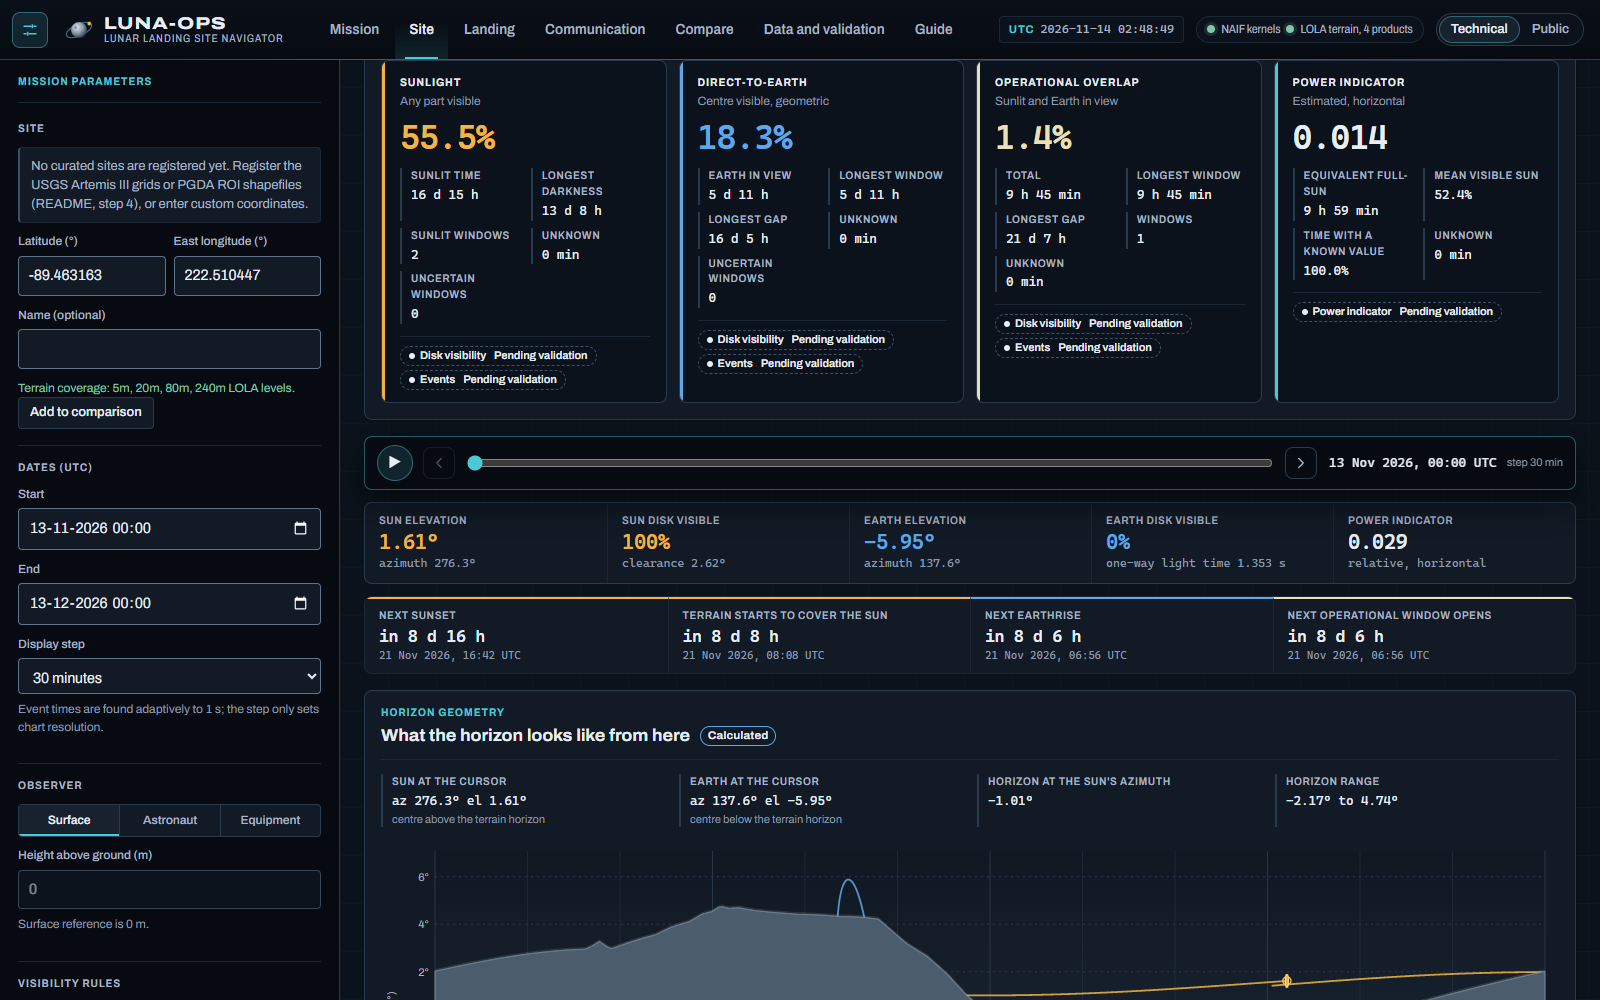 LUNA-OPS
LUNAR LANDING SITE NAVIGATOR
Mission
Site
Landing
Communication
Compare
Data and validation
Guide
UTC 2026-11-14 02:48:49
NAIF kernels
LOLA terrain, 4 products
Technical
Public
MISSION PARAMETERS
SITE
No curated sites are registered yet. Register the
USGS Artemis III grids or PGDA ROI shapefiles
(README, step 4), or enter custom coordinates.
Latitude (°)
East longitude (°)
-89.463163
222.510447
Name (optional)
Terrain coverage: 5m, 20m, 80m, 240m LOLA levels.
Add to comparison
DATES (UTC)
Start
13-11-2026 00:00
End
13-12-2026 00:00
Display step
30 minutes
Event times are found adaptively to 1 s; the step only sets
chart resolution.
OBSERVER
Surface
Astronaut
Equipment
Height above ground (m)
0
Surface reference is 0 m.
VISIBILITY RULES
SUNLIGHT
Any part visible
55.5%
SUNLIT TIME
16 d 15 h
LONGEST
DARKNESS
13 d 8 h
SUNLIT WINDOWS
2
UNKNOWN
0 min
UNCERTAIN
WINDOWS
0
Disk visibility Pending validation
Events Pending validation
DIRECT-TO-EARTH
Centre visible, geometric
18.3%
EARTH IN VIEW
5 d 11 h
LONGEST WINDOW
5 d 11 h
LONGEST GAP
16 d 5 h
UNKNOWN
0 min
UNCERTAIN
WINDOWS
0
Disk visibility Pending validation
Events Pending validation
OPERATIONAL OVERLAP
Sunlit and Earth in view
1.4%
TOTAL
9 h 45 min
LONGEST WINDOW
9 h 45 min
LONGEST GAP
21 d 7 h
WINDOWS
1
UNKNOWN
0 min
Disk visibility Pending validation
Events Pending validation
POWER INDICATOR
Estimated, horizontal
0.014
EQUIVALENT FULL-
SUN
9 h 59 min
MEAN VISIBLE SUN
52.4%
TIME WITH A
KNOWN VALUE
100.0%
UNKNOWN
0 min
Power indicator Pending validation
13 Nov 2026, 00:00 UTC
step 30 min
SUN ELEVATION
1.61°
azimuth 276.3°
SUN DISK VISIBLE
100%
clearance 2.62°
EARTH ELEVATION
−5.95°
azimuth 137.6°
EARTH DISK VISIBLE
0%
one-way light time 1.353 s
POWER INDICATOR
0.029
relative, horizontal
NEXT SUNSET
in 8 d 16 h
21 Nov 2026, 16:42 UTC
TERRAIN STARTS TO COVER THE SUN
in 8 d 8 h
21 Nov 2026, 08:08 UTC
NEXT EARTHRISE
in 8 d 6 h
21 Nov 2026, 06:56 UTC
NEXT OPERATIONAL WINDOW OPENS
in 8 d 6 h
21 Nov 2026, 06:56 UTC
HORIZON GEOMETRY
What the horizon looks like from here
Calculated
SUN AT THE CURSOR
az 276.3° el 1.61°
centre above the terrain horizon
EARTH AT THE CURSOR
az 137.6° el −5.95°
centre below the terrain horizon
HORIZON AT THE SUN'S AZIMUTH
−1.01°
HORIZON RANGE
−2.17° to 4.74°
6°
4°
2°